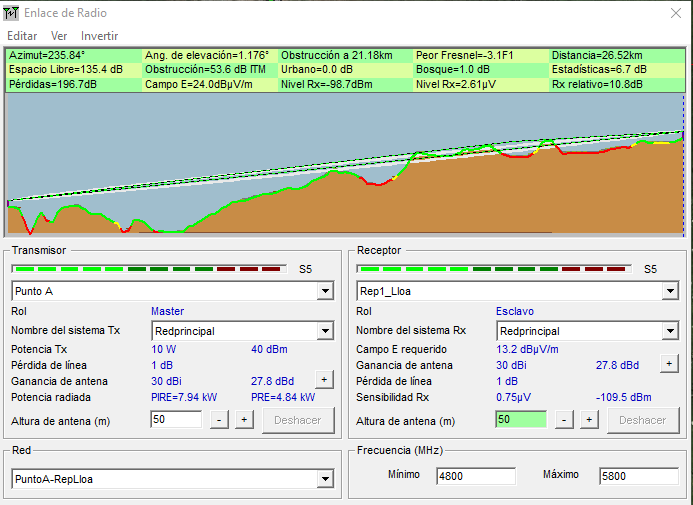 Enlace de Radio
Editar Ver Invertir
Azimut=235.84° Ang. de elevación=1.176° Obstrucción a 21.18km Peor Fresnel=-3.1F1 Distancia=26.52km
Espacio Libre=135.4 dB Obstrucción=53.6 dB ITM Urbano=0.0 dB Bosque=1.0 dB Estadísticas=6.7 dB
Pérdidas=196.7dB Campo E=24.0dBµV/m Nivel Rx=-98.7dBm Nivel Rx=2.61µV Rx relativo=10.8dB
Transmisor
S5
Punto A
Rol Master
Nombre del sistema Tx Redprincipal
Potencia Tx 10 W 40 dBm
Pérdida de línea 1 dB
Ganancia de antena 30 dBi 27.8 dBd +
Potencia radiada PIRE=7.94 kW PRE=4.84 kW
Altura de antena (m) 50 - + Deshacer
Receptor
S5
Rep1_Lloa
Rol Esclavo
Nombre del sistema Rx Redprincipal
Campo E requerido 13.2 dBµV/m
Ganancia de antena 30 dBi 27.8 dBd +
Pérdida de línea 1 dB
Sensibilidad Rx 0.75µV -109.5 dBm
Altura de antena (m) 50 - + Deshacer
Red
PuntoA-RepLloa
Frecuencia (MHz)
Mínimo 4800 Máximo 5800